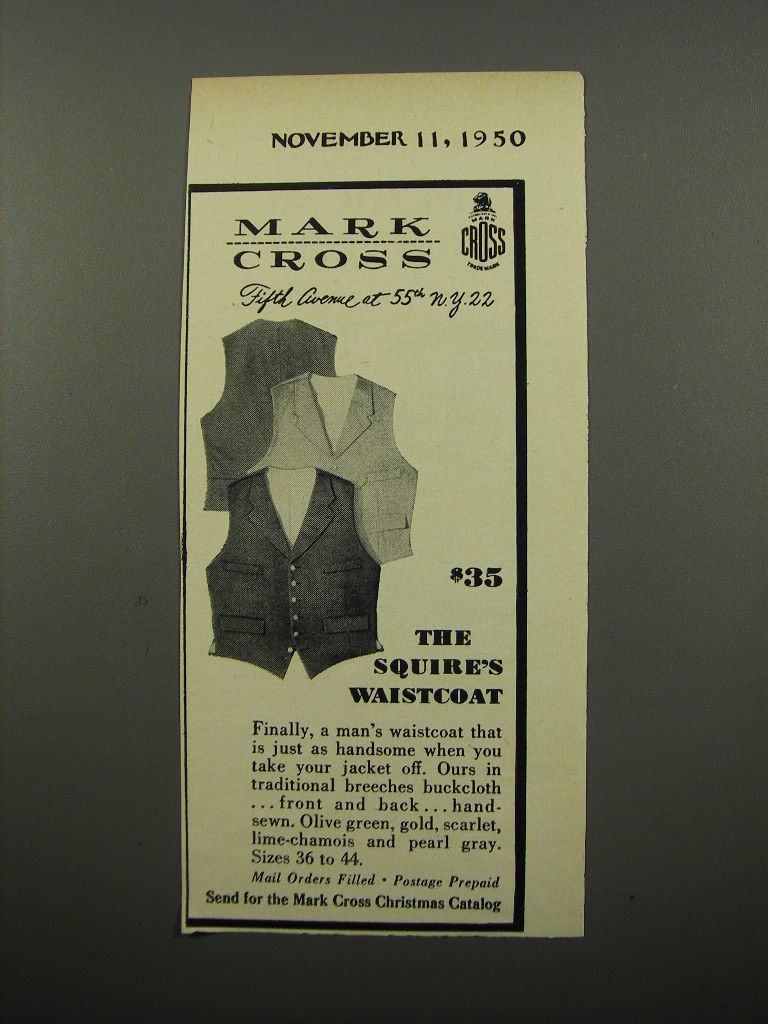 NOVEMBER 11, 1950
MARK
CROSS
MARK
CROSS
TRADE MARK
Fifth Avenue at 55th N.Y. 22
$35
THE
SQUIRE'S
WAISTCOAT
Finally, a man's waistcoat that
is just as handsome when you
take your jacket off. Ours in
traditional breeches buckcloth
...front and back...hand-
sewn. Olive green, gold, scarlet,
lime-chamois and pearl gray.
Sizes 36 to 44.
Mail Orders Filled • Postage Prepaid
Send for the Mark Cross Christmas Catalog